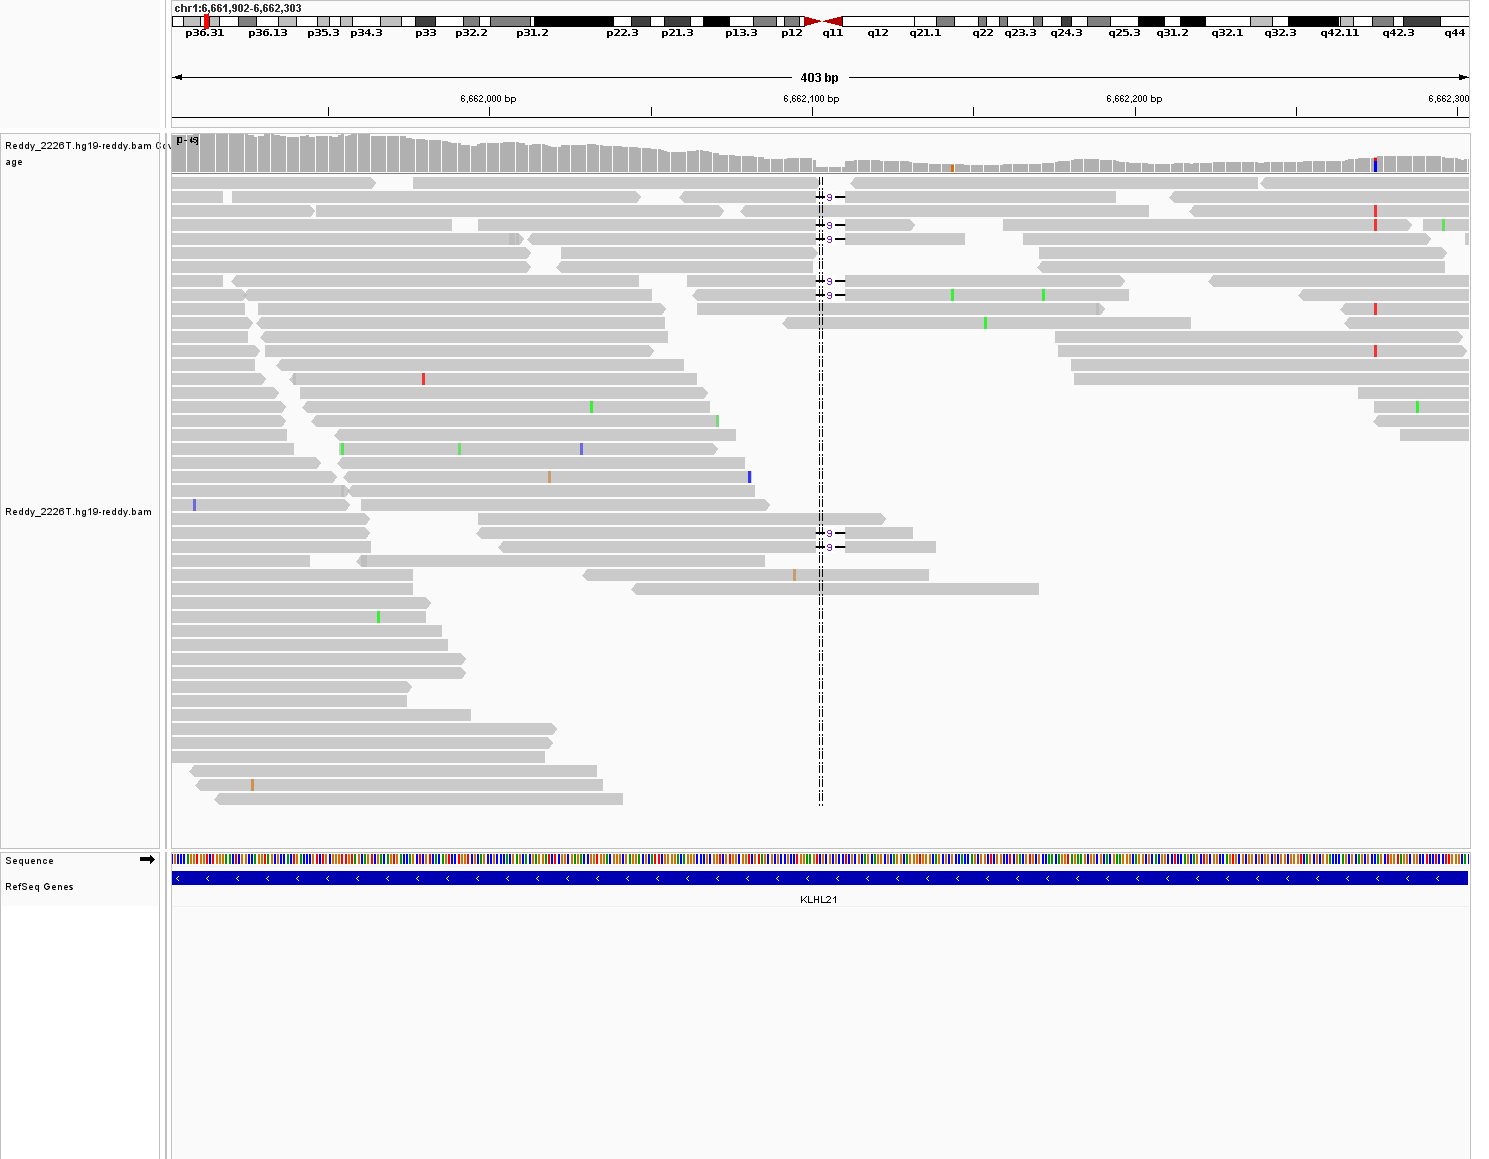 chr1:6,661,902-6,662,303
p36.31 p36.13 p35.3 p34.3 p33 p32.2 p31.2 p22.3 p21.3 p13.3 p12 q11 q12 q21.1 q22 q23.3 q24.3 q25.3 q31.2 q32.1 q32.3 q42.11 q42.3 q44
403 bp
6,662,000 bp 6,662,100 bp 6,662,200 bp 6,662,300
Reddy_2226T.hg19-reddy.bam Cov
age
9
9
9
9
9
Reddy_2226T.hg19-reddy.bam
9
9
Sequence
RefSeq Genes
KLHL21